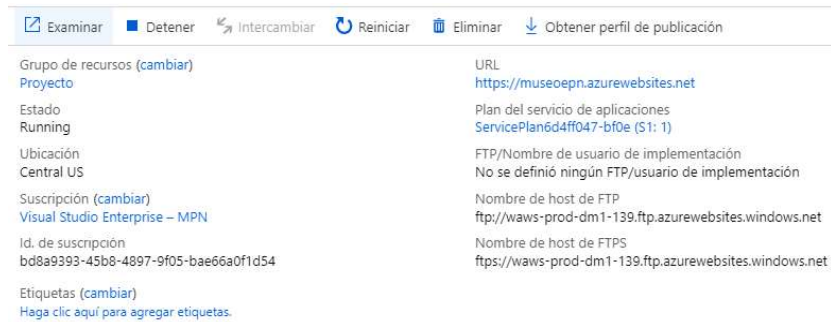 Examinar Detener Intercambiar Reiniciar Eliminar Obtener perfil de publicación
Grupo de recursos (cambiar)
Proyecto
Estado
Running
Ubicación
Central US
Suscripción (cambiar)
Visual Studio Enterprise – MPN
Id. de suscripción
bd8a9393-45b8-4897-9f05-bae66a0f1d54
Etiquetas (cambiar)
Haga clic aquí para agregar etiquetas.
URL
https://museoepn.azurewebsites.net
Plan del servicio de aplicaciones
ServicePlan6d4ff047-bf0e (S1: 1)
FTP/Nombre de usuario de implementación
No se definió ningún FTP/usuario de implementación
Nombre de host de FTP
ftp://waws-prod-dm1-139.ftp.azurewebsites.windows.net
Nombre de host de FTPS
ftps://waws-prod-dm1-139.ftp.azurewebsites.windows.net